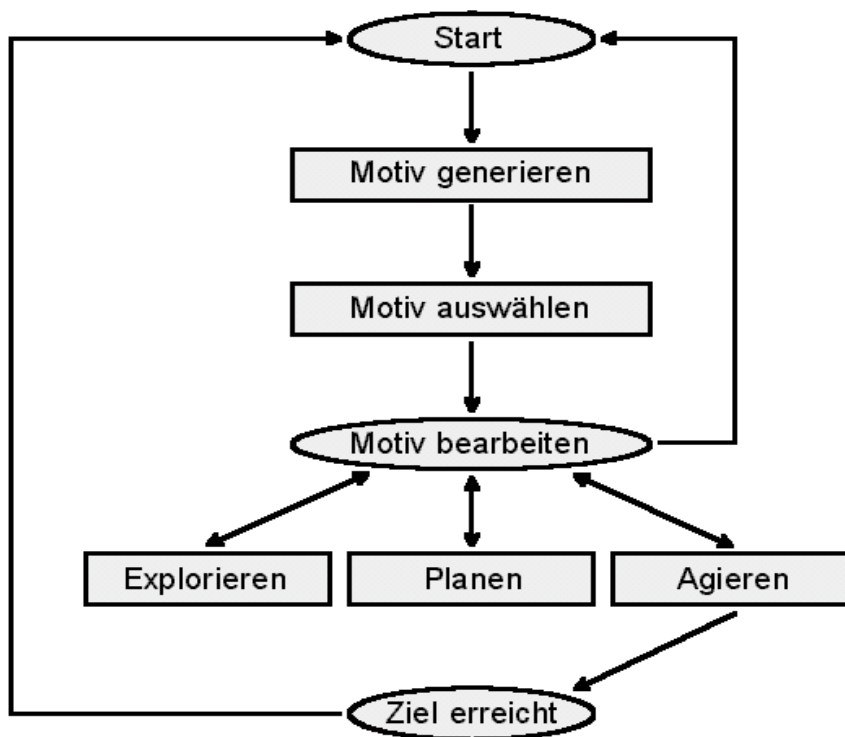 Start
Motiv generieren
Motiv auswählen
Motiv bearbeiten
Explorieren
Planen
Agieren
Ziel erreicht